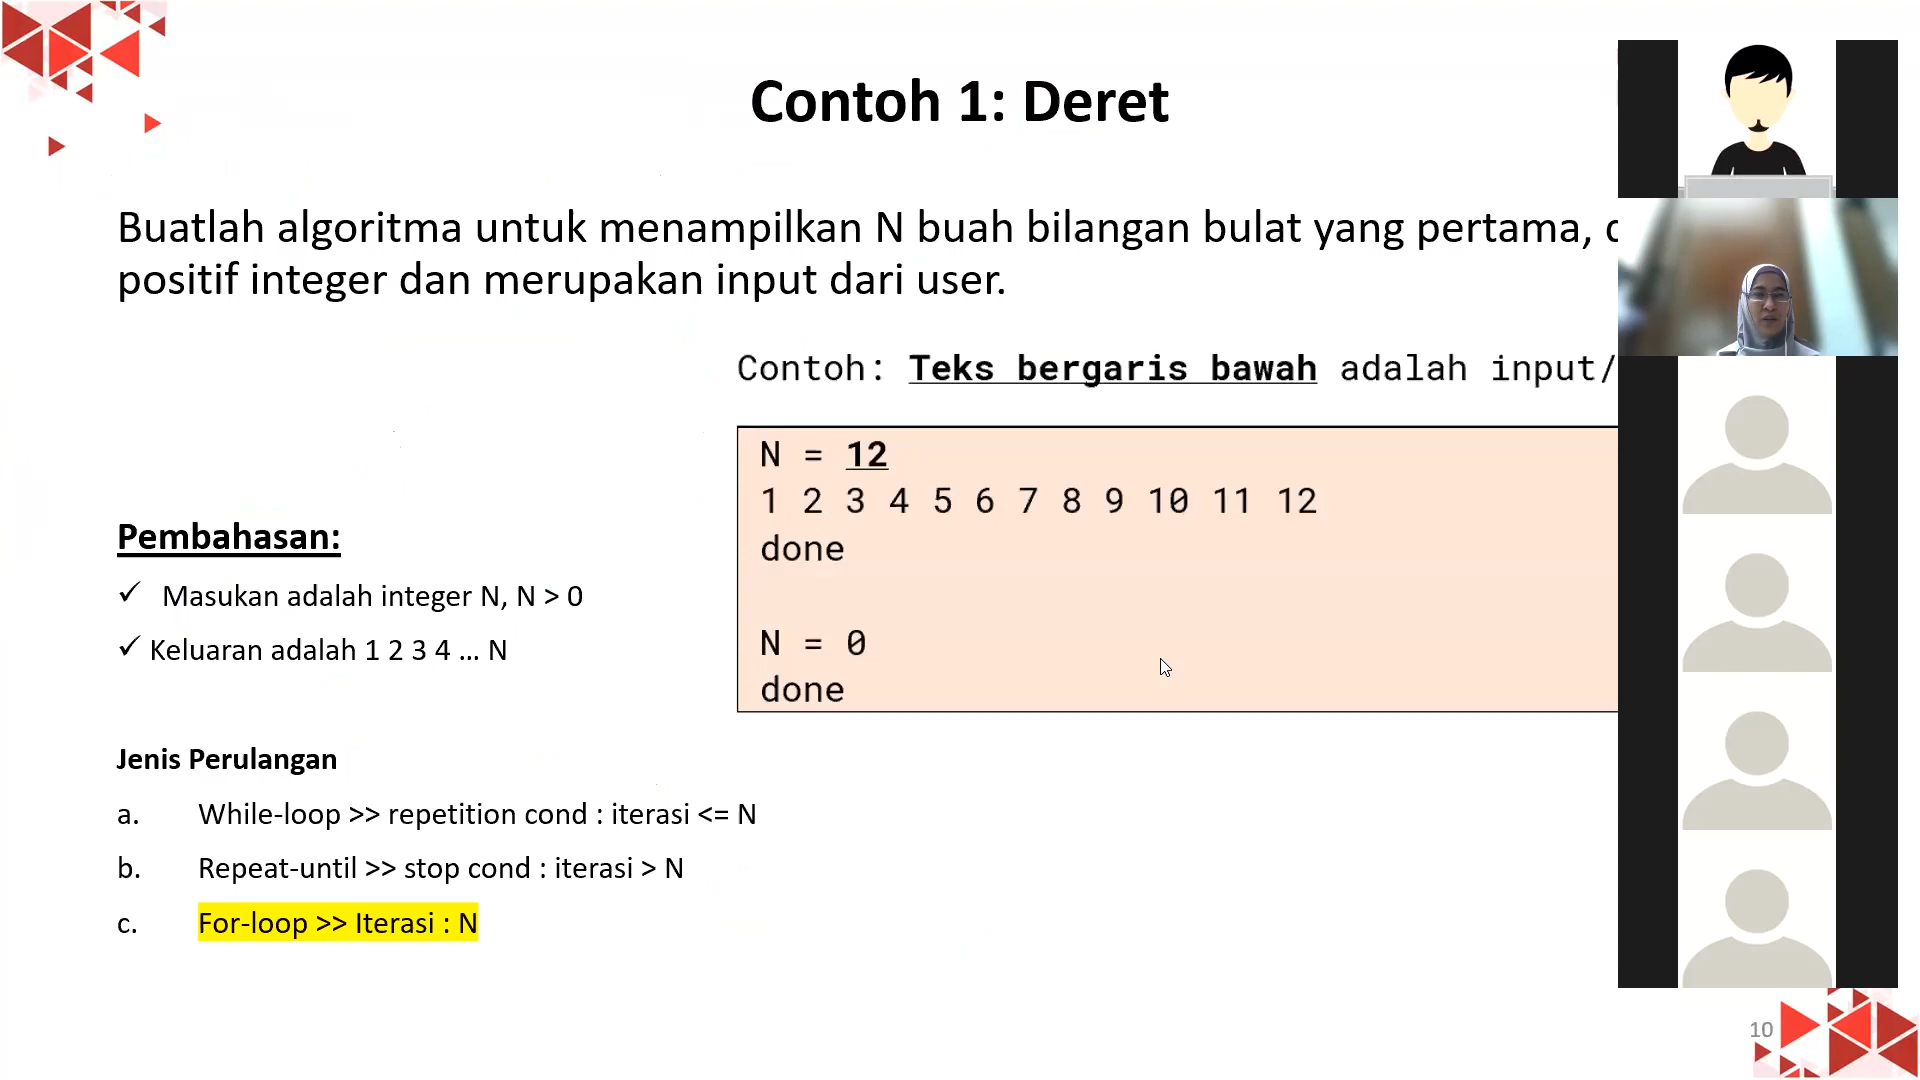 Contoh 1: Deret
Buatlah algoritma untuk menampilkan N buah bilangan bulat yang pertama,
positif integer dan merupakan input dari user.
Contoh: Teks bergaris bawah adalah input/
N = 12
1 2 3 4 5 6 7 8 9 10 11 12
done
N = 0
done
Pembahasan:
✓ Masukan adalah integer N, N > 0
✓ Keluaran adalah 1 2 3 4 ... N
Jenis Perulangan
a. While-loop >> repetition cond : iterasi <= N
b. Repeat-until >> stop cond : iterasi > N
c. For-loop >> Iterasi : N
10